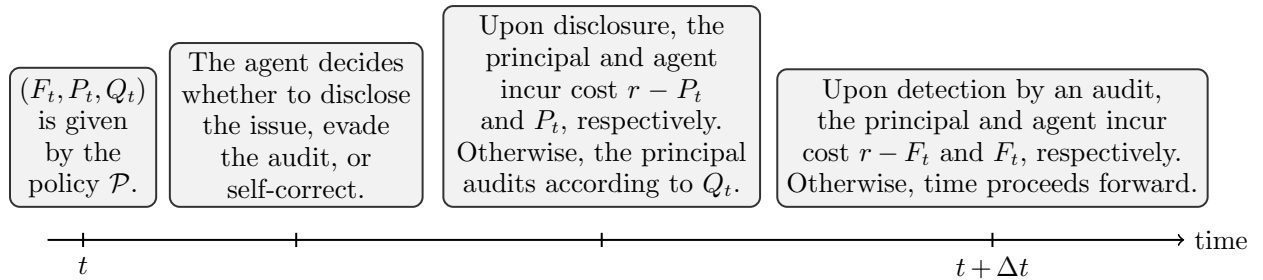 (F_t, P_t, Q_t)
is given
by the
policy 𝒫.
The agent decides
whether to disclose
the issue, evade
the audit, or
self-correct.
Upon disclosure, the
principal and agent
incur cost r − P_t
and P_t, respectively.
Otherwise, the principal
audits according to Q_t.
Upon detection by an audit,
the principal and agent incur
cost r − F_t and F_t, respectively.
Otherwise, time proceeds forward.
time
t
t + Δt